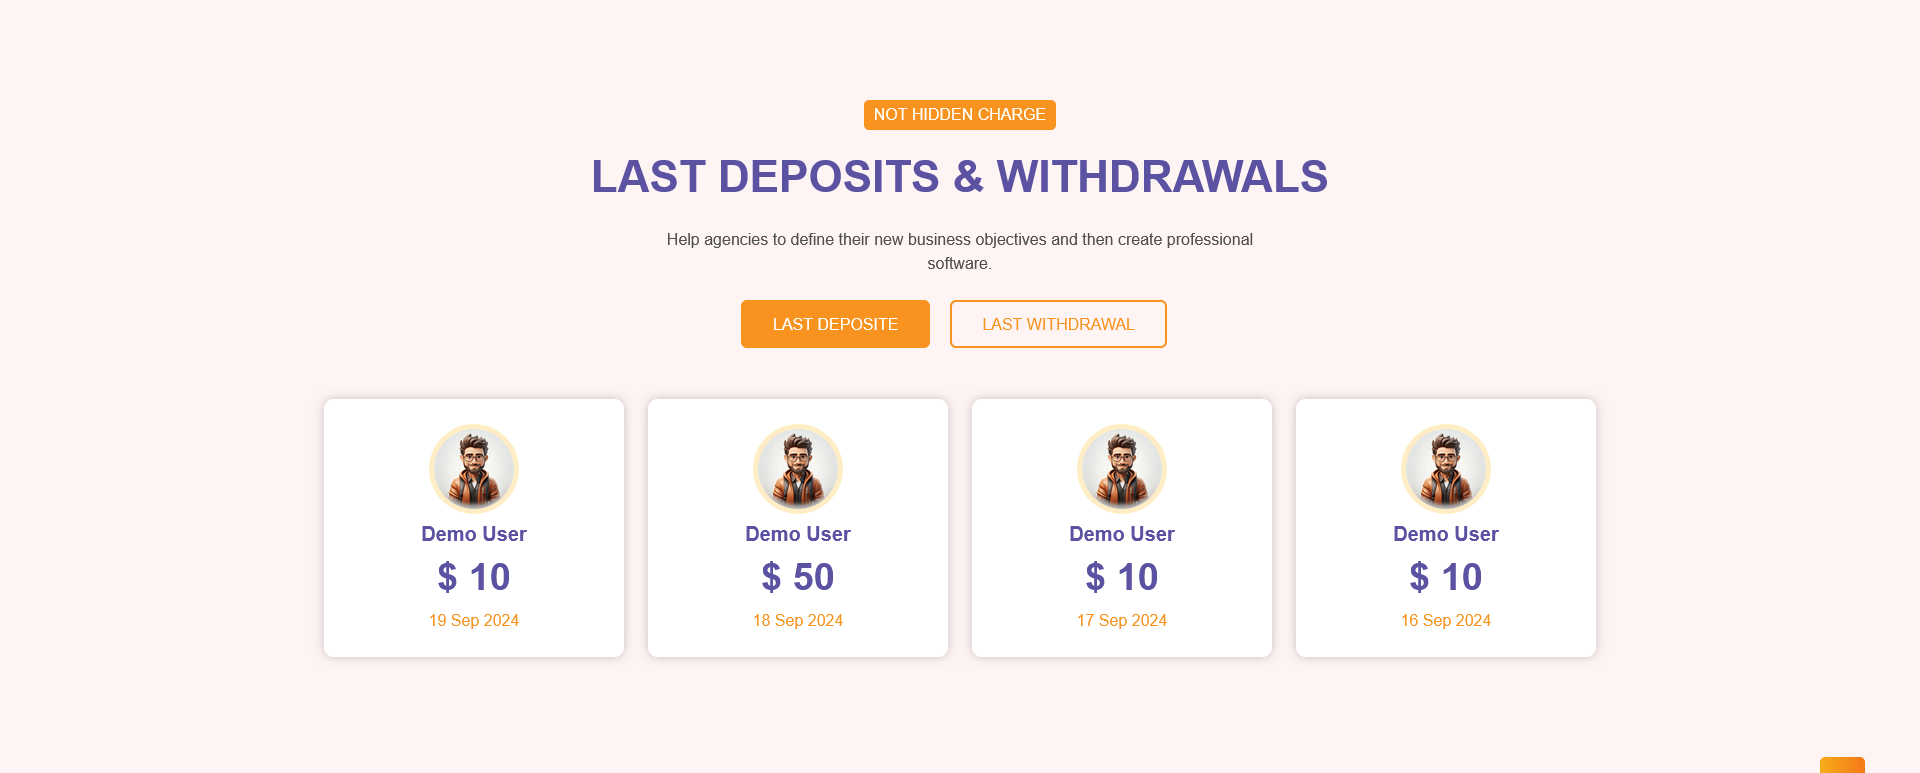 NOT HIDDEN CHARGE
LAST DEPOSITS & WITHDRAWALS
Help agencies to define their new business objectives and then create professional
software.
LAST DEPOSITE
LAST WITHDRAWAL
Demo User
$ 10
19 Sep 2024
Demo User
$ 50
18 Sep 2024
Demo User
$ 10
17 Sep 2024
Demo User
$ 10
16 Sep 2024